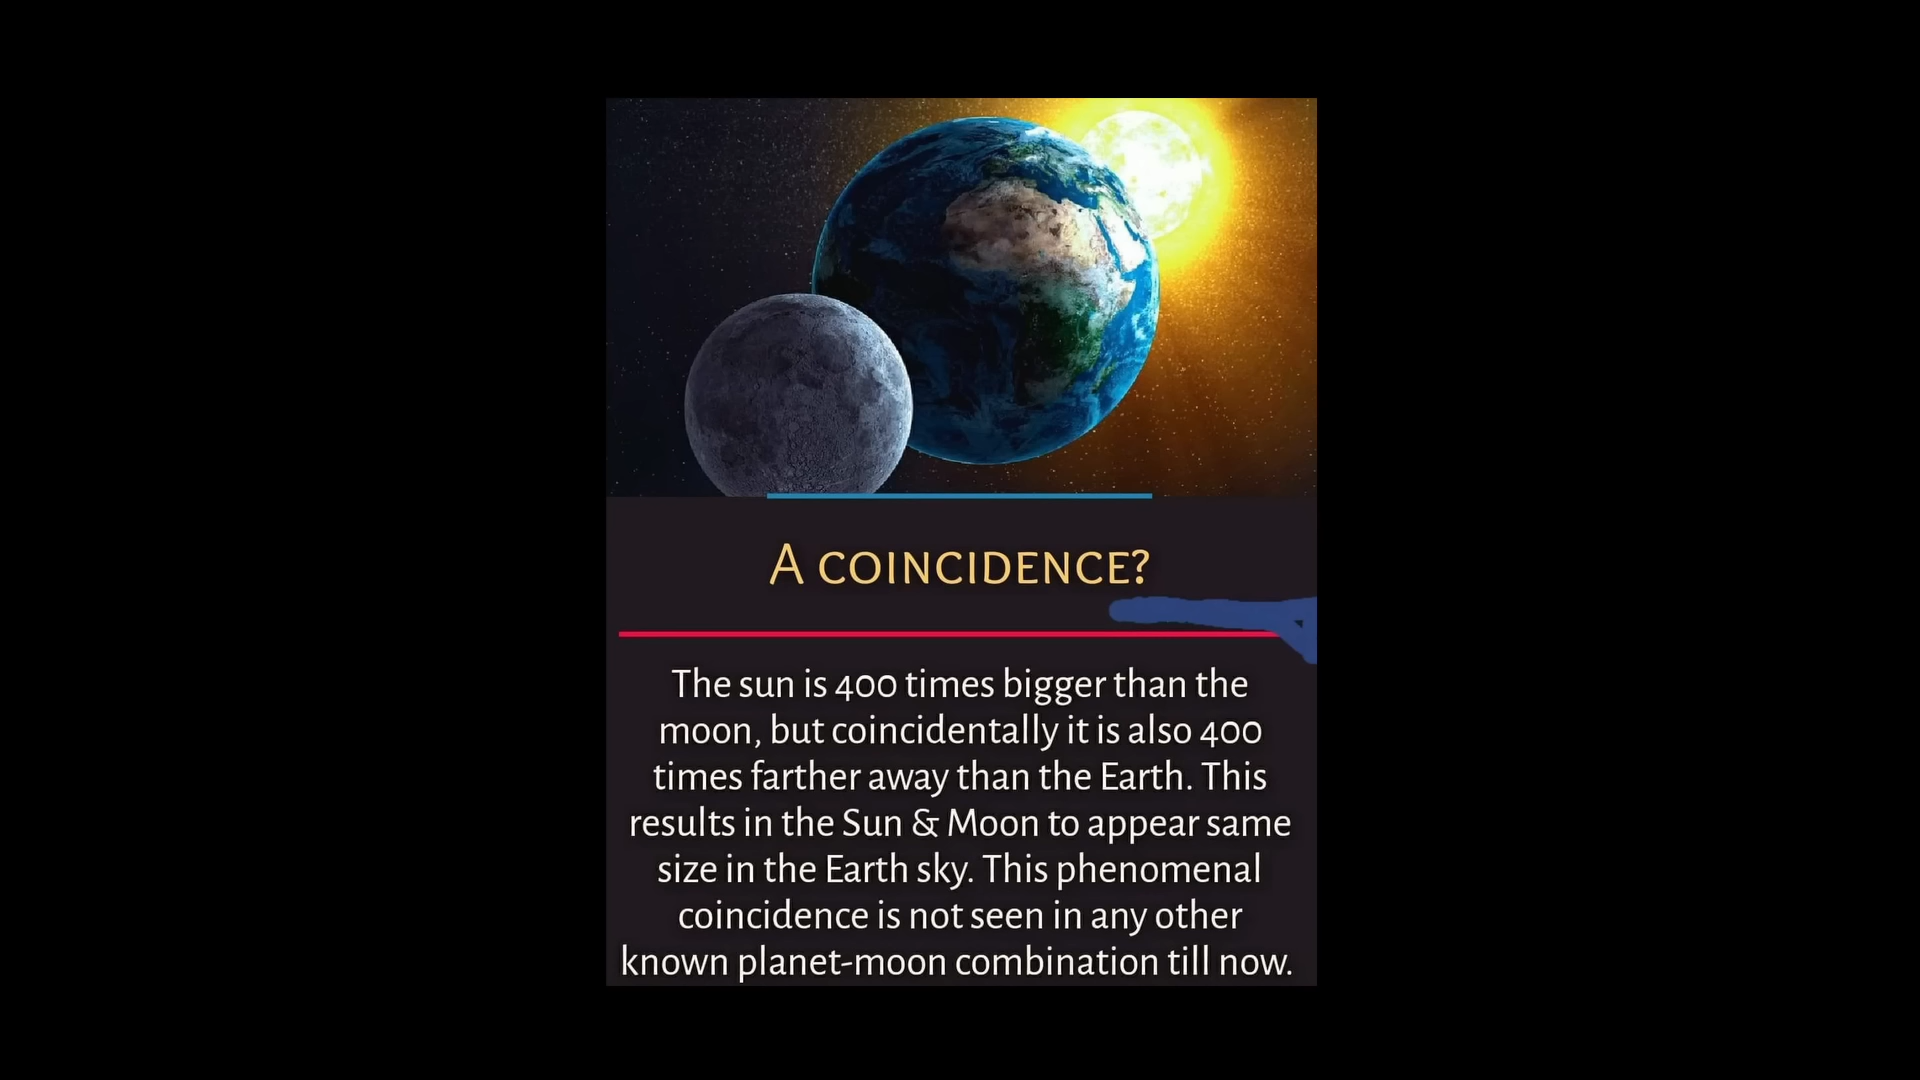 A COINCIDENCE?
The sun is 400 times bigger than the
moon, but coincidentally it is also 400
times farther away than the Earth. This
results in the Sun & Moon to appear same
size in the Earth sky. This phenomenal
coincidence is not seen in any other
known planet-moon combination till now.